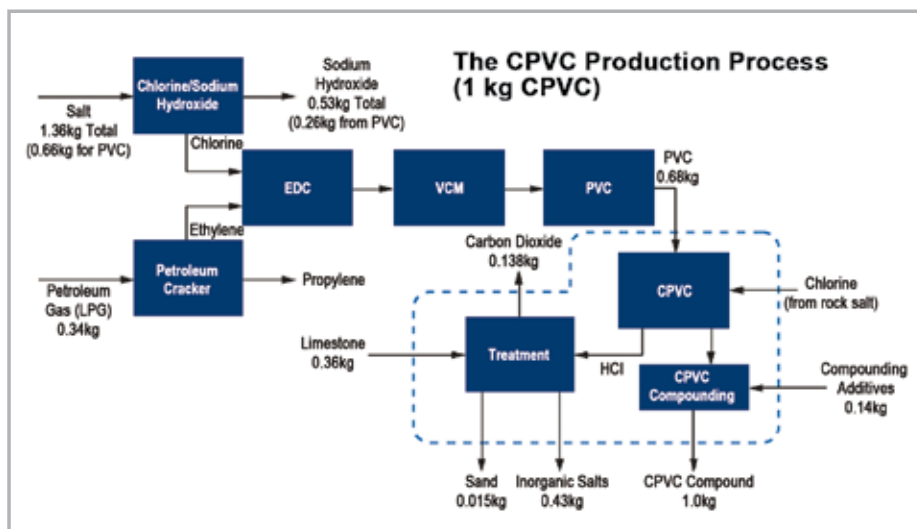 The CPVC Production Process
(1 kg CPVC)
Chlorine/Sodium
Hydroxide
Sodium
Hydroxide
0.53kg Total
(0.26kg from PVC)
Salt
1.36kg Total
(0.66kg for PVC)
Chlorine
EDC
VCM
PVC
PVC
0.68kg
Ethylene
Petroleum
Cracker
Propylene
Petroleum
Gas (LPG)
0.34kg
Carbon Dioxide
0.138kg
CPVC
Chlorine
(from rock salt)
Limestone
0.36kg
Treatment
HCl
CPVC
Compounding
Compounding
Additives
0.14kg
Sand
0.015kg
Inorganic Salts
0.43kg
CPVC Compound
1.0kg